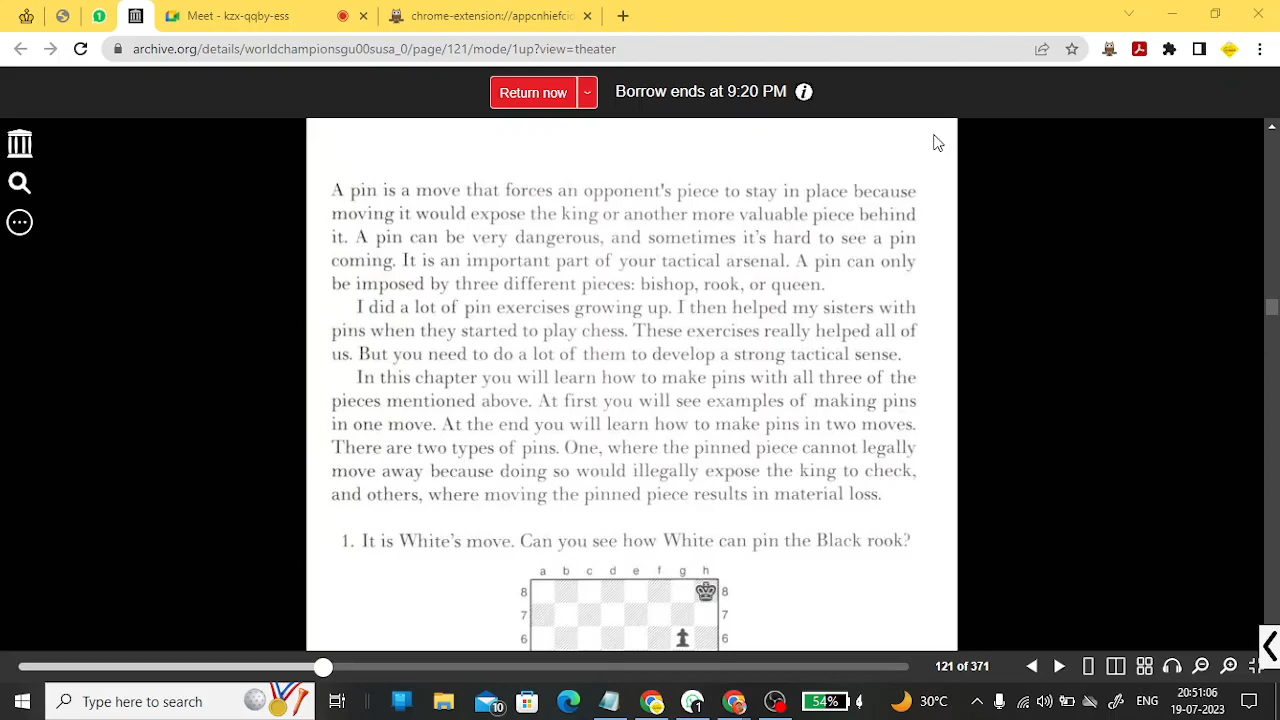 Meet - kzx-qqby-ess
chrome-extension://appcnhiefcid
archive.org/details/worldchampionsgu00susa_0/page/121/mode/1up?view=theater
Return now
Borrow ends at 9:20 PM
A pin is a move that forces an opponent's piece to stay in place because
moving it would expose the king or another more valuable piece behind
it. A pin can be very dangerous, and sometimes it's hard to see a pin
coming. It is an important part of your tactical arsenal. A pin can only
be imposed by three different pieces: bishop, rook, or queen.
I did a lot of pin exercises growing up. I then helped my sisters with
pins when they started to play chess. These exercises really helped all of
us. But you need to do a lot of them to develop a strong tactical sense.
In this chapter you will learn how to make pins with all three of the
pieces mentioned above. At first you will see examples of making pins
in one move. At the end you will learn how to make pins in two moves.
There are two types of pins. One, where the pinned piece cannot legally
move away because doing so would illegally expose the king to check,
and others, where moving the pinned piece results in material loss.
1. It is White's move. Can you see how White can pin the Black rook?
a b c d e f g h
8 8
7 7
6 6
121 of 371
Type here to search
10
1
54%
30°C
ENG
20:51:06
19-07-2023